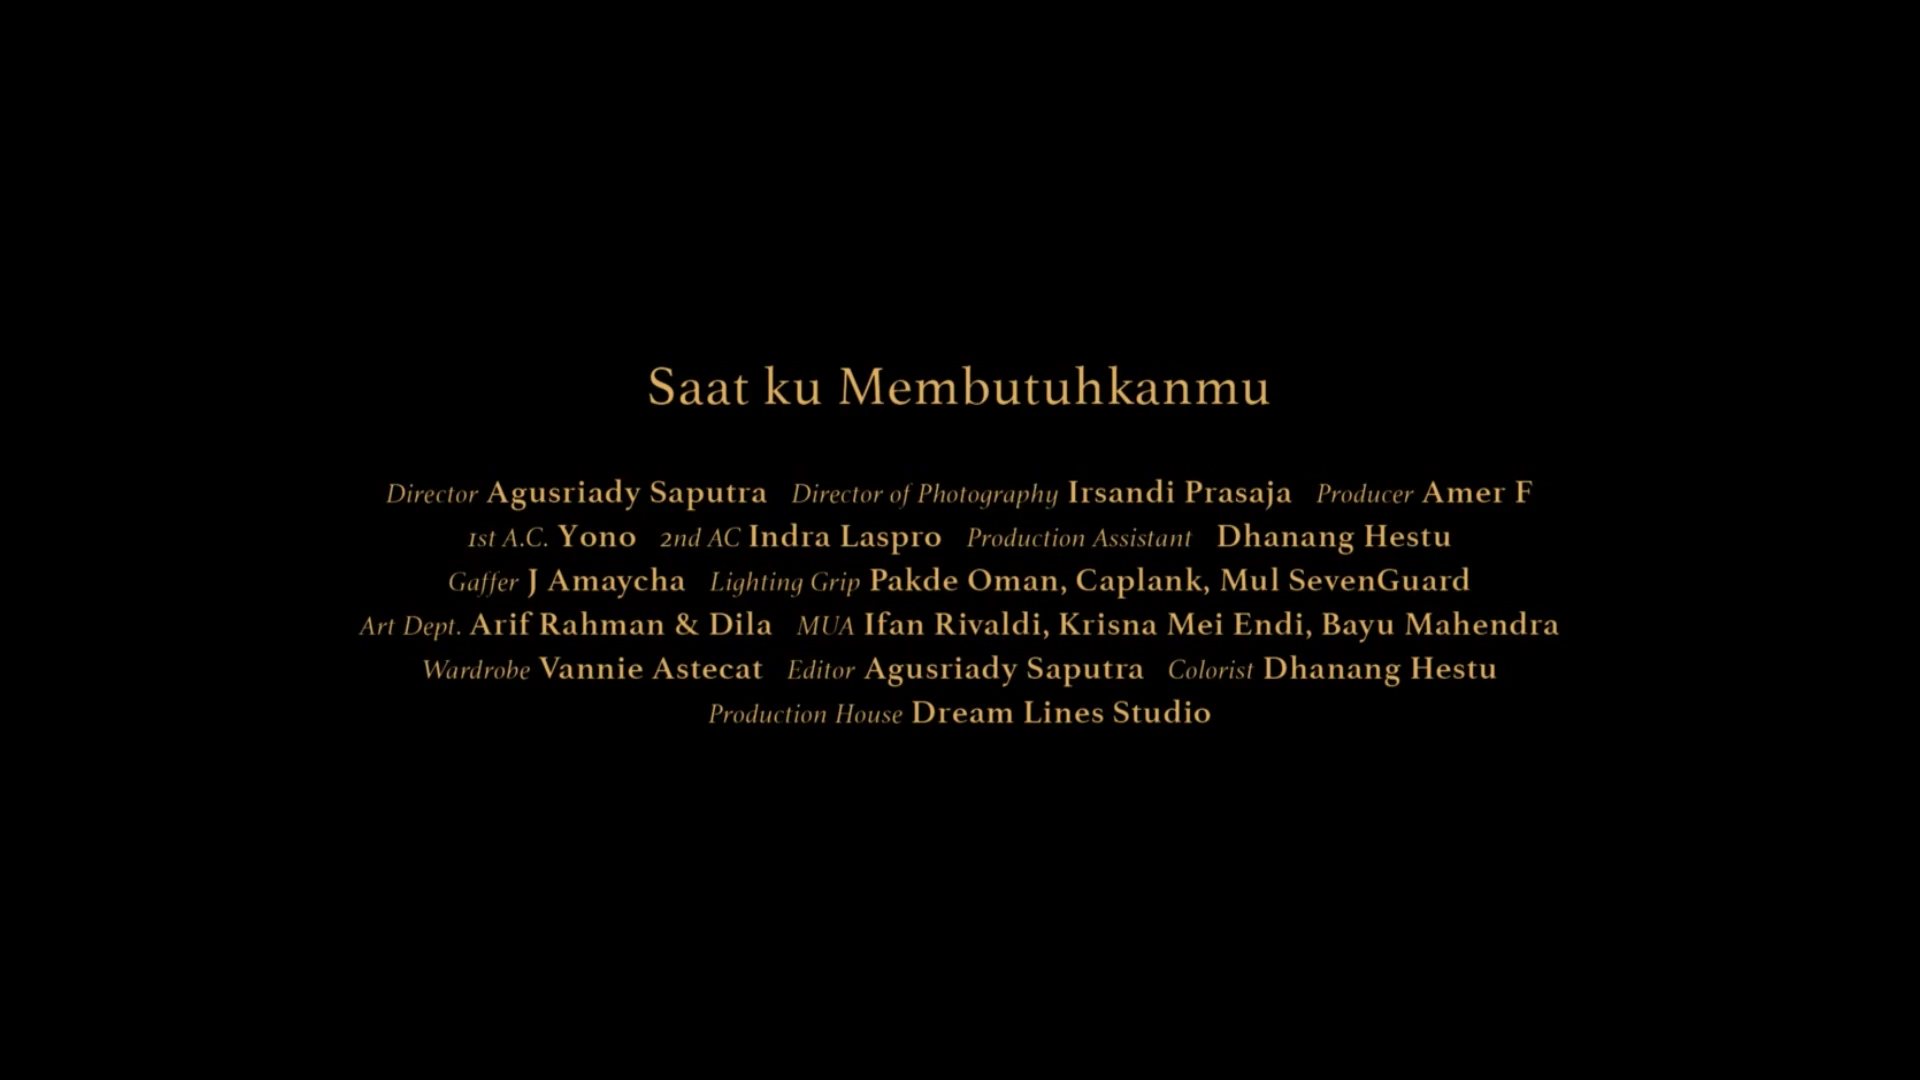 Saat ku Membutuhkanmu
Director Agusriady Saputra Director of Photography Irsandi Prasaja Producer Amer F
1st A.C. Yono 2nd AC Indra Laspro Production Assistant Dhanang Hestu
Gaffer J Amaycha Lighting Grip Pakde Oman, Caplank, Mul SevenGuard
Art Dept. Arif Rahman & Dila MUA Ifan Rivaldi, Krisna Mei Endi, Bayu Mahendra
Wardrobe Vannie Astecat Editor Agusriady Saputra Colorist Dhanang Hestu
Production House Dream Lines Studio